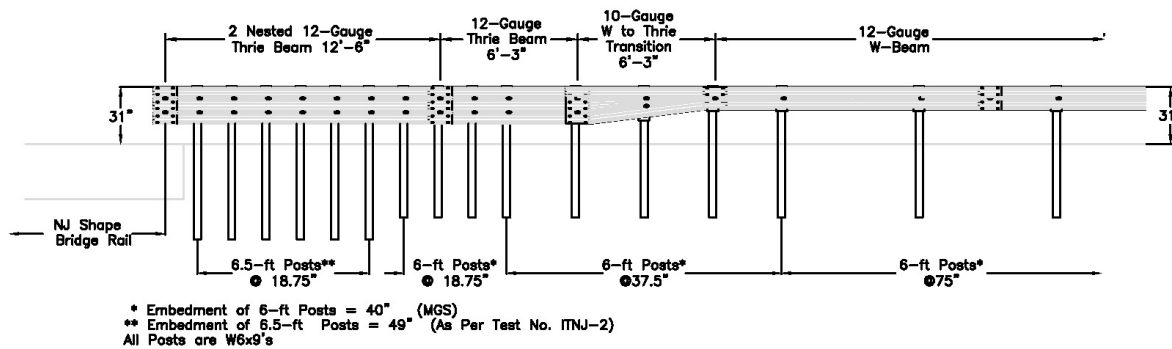 2 Nested 12-Gauge
Thrie Beam 12'-6"
12-Gauge
Thrie Beam
6'-3"
10-Gauge
W to Thrie
Transition
6'-3"
12-Gauge
W-Beam
31"
31
NJ Shape
Bridge Rail
6.5-ft Posts**
@ 18.75"
6-ft Posts*
@ 18.75"
6-ft Posts*
@37.5"
6-ft Posts*
@75"
* Embedment of 6-ft Posts = 40" (MGS)
** Embedment of 6.5-ft Posts = 49" (As Per Test No. ITNJ-2)
All Posts are W6x9's